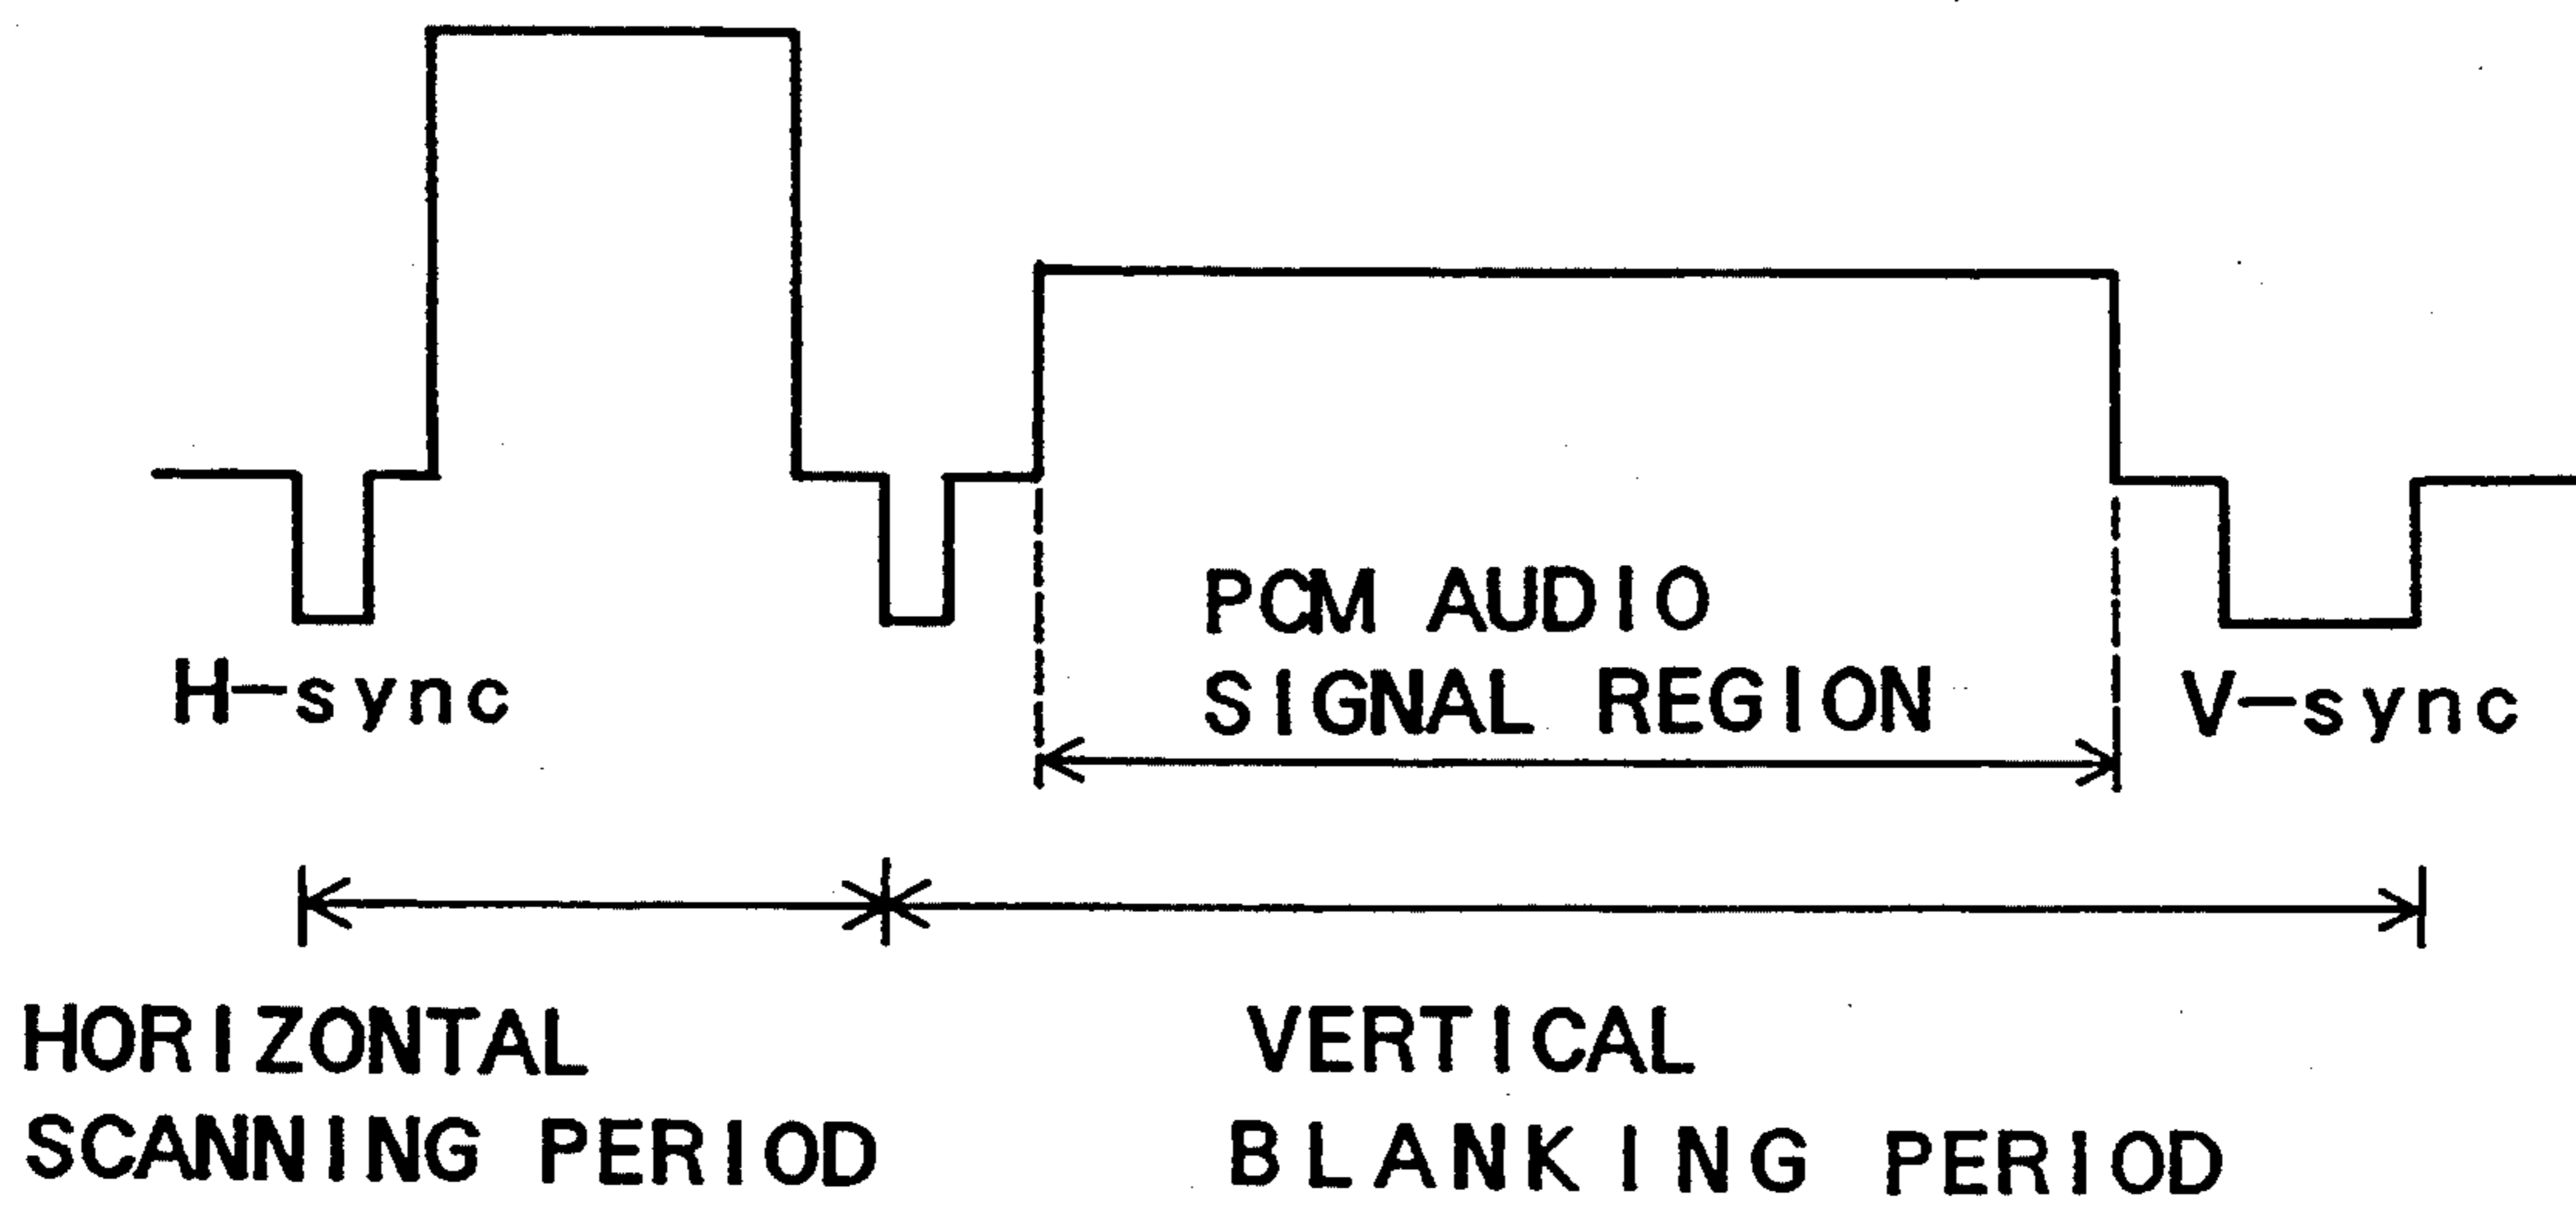 PCM AUDIO
SIGNAL REGION
H-sync
V-sync
HORIZONTAL
SCANNING PERIOD
VERTICAL
BLANKING PERIOD